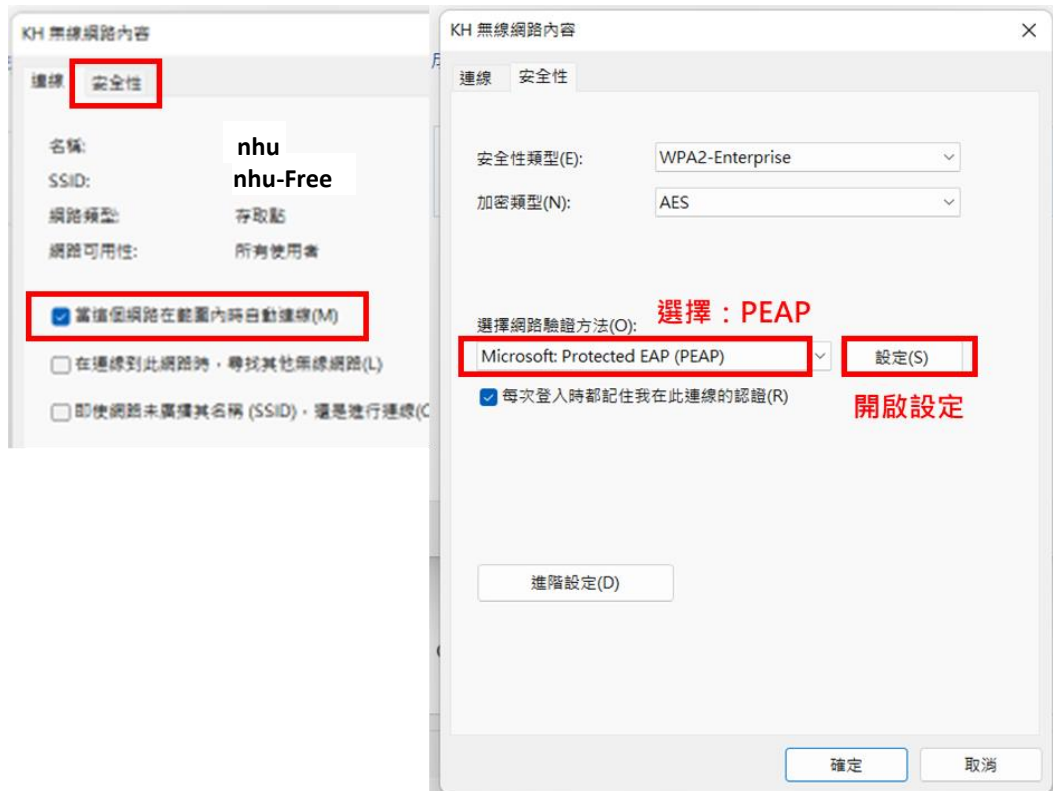 KH 無線網路內容
連線 安全性
名稱: nhu
SSID: nhu-Free
網路類型: 存取點
網路可用性: 所有使用者
當這個網路在範圍內時自動連線(M)
在連線到此網路時，尋找其他無線網路(L)
即使網路未廣播其名稱 (SSID)，還是進行連線(
KH 無線網路內容
連線 安全性
安全性類型(E): WPA2-Enterprise
加密類型(N): AES
選擇：PEAP
選擇網路驗證方法(O):
Microsoft: Protected EAP (PEAP) 設定(S)
每次登入時都記住我在此連線的認證(R)
開啟設定
進階設定(D)
確定 取消